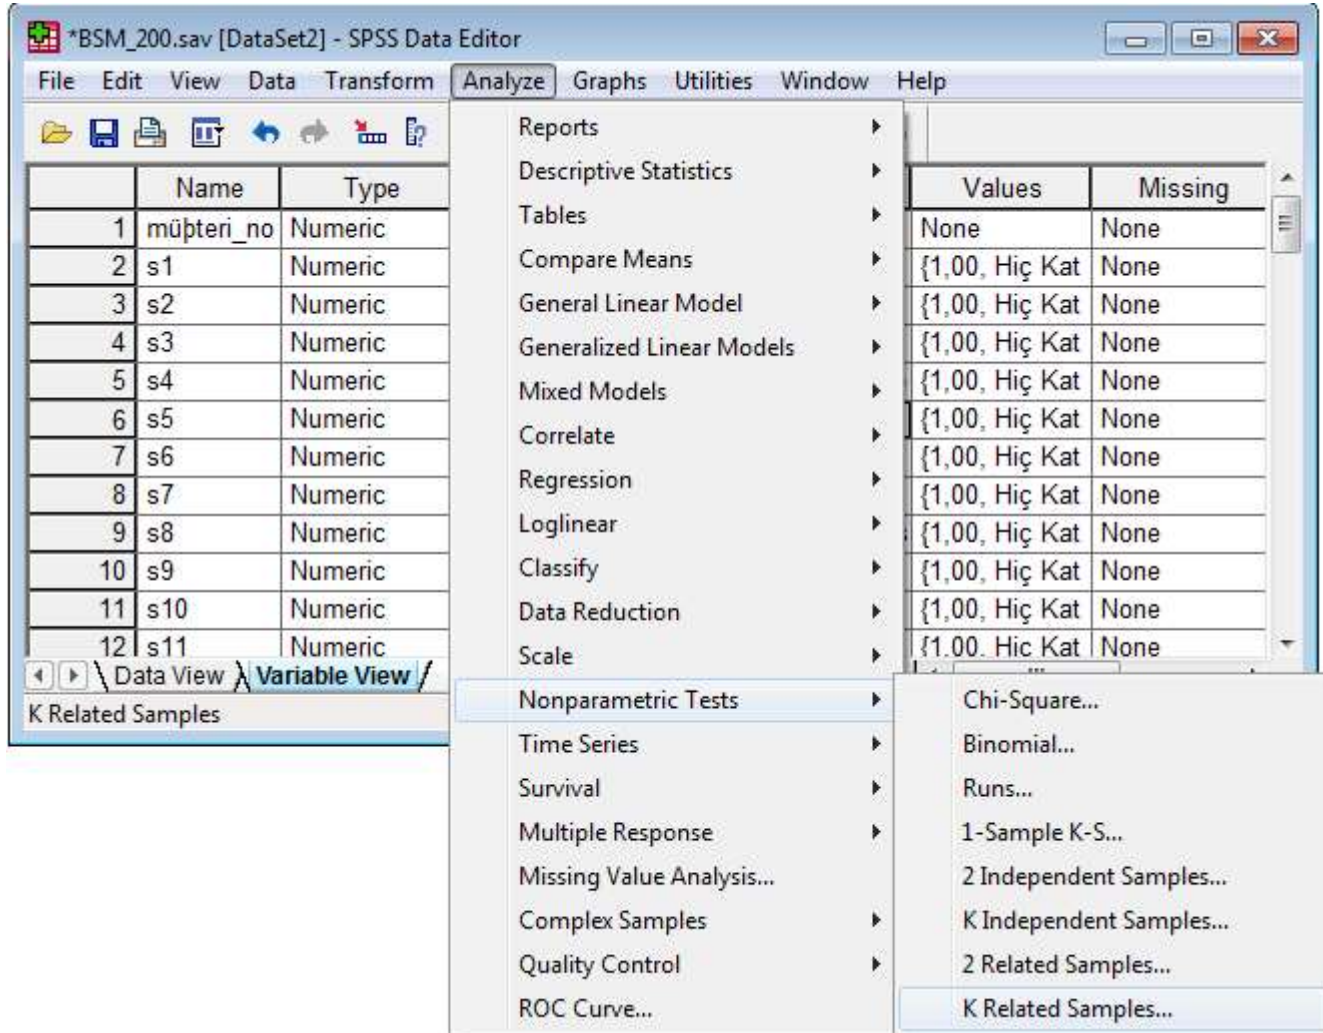 *BSM_200.sav [DataSet2] - SPSS Data Editor
File Edit View Data Transform Analyze Graphs Utilities Window Help
Name Type Values Missing
1 müþteri_no Numeric None None
2 s1 Numeric {1,00, Hiç Kat None
3 s2 Numeric {1,00, Hiç Kat None
4 s3 Numeric {1,00, Hiç Kat None
5 s4 Numeric {1,00, Hiç Kat None
6 s5 Numeric {1,00, Hiç Kat None
7 s6 Numeric {1,00, Hiç Kat None
8 s7 Numeric {1,00, Hiç Kat None
9 s8 Numeric {1,00, Hiç Kat None
10 s9 Numeric {1,00, Hiç Kat None
11 s10 Numeric {1,00, Hiç Kat None
12 s11 Numeric {1,00, Hiç Kat None
Data View Variable View
K Related Samples
Reports
Descriptive Statistics
Tables
Compare Means
General Linear Model
Generalized Linear Models
Mixed Models
Correlate
Regression
Loglinear
Classify
Data Reduction
Scale
Nonparametric Tests
Time Series
Survival
Multiple Response
Missing Value Analysis...
Complex Samples
Quality Control
ROC Curve...
Chi-Square...
Binomial...
Runs...
1-Sample K-S...
2 Independent Samples...
K Independent Samples...
2 Related Samples...
K Related Samples...